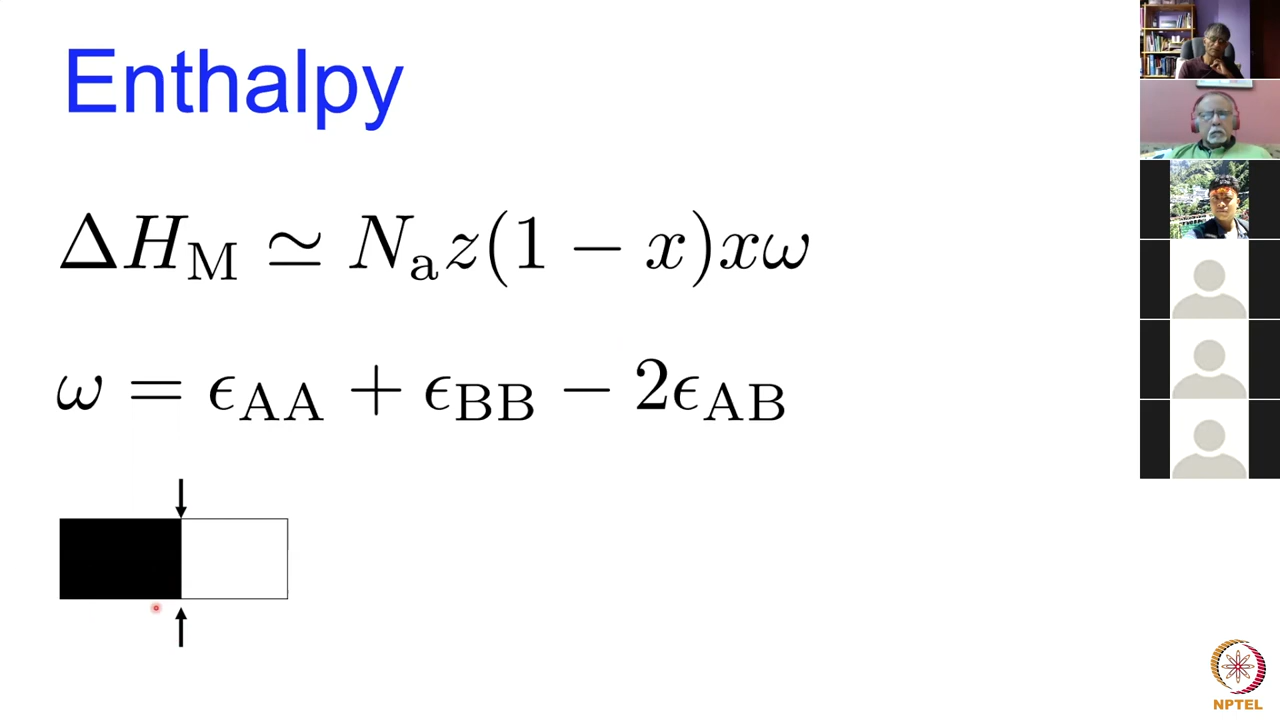 Enthalpy
ΔH_M ≃ N_a z(1 − x)xω
ω = ϵ_AA + ϵ_BB − 2ϵ_AB
NPTEL